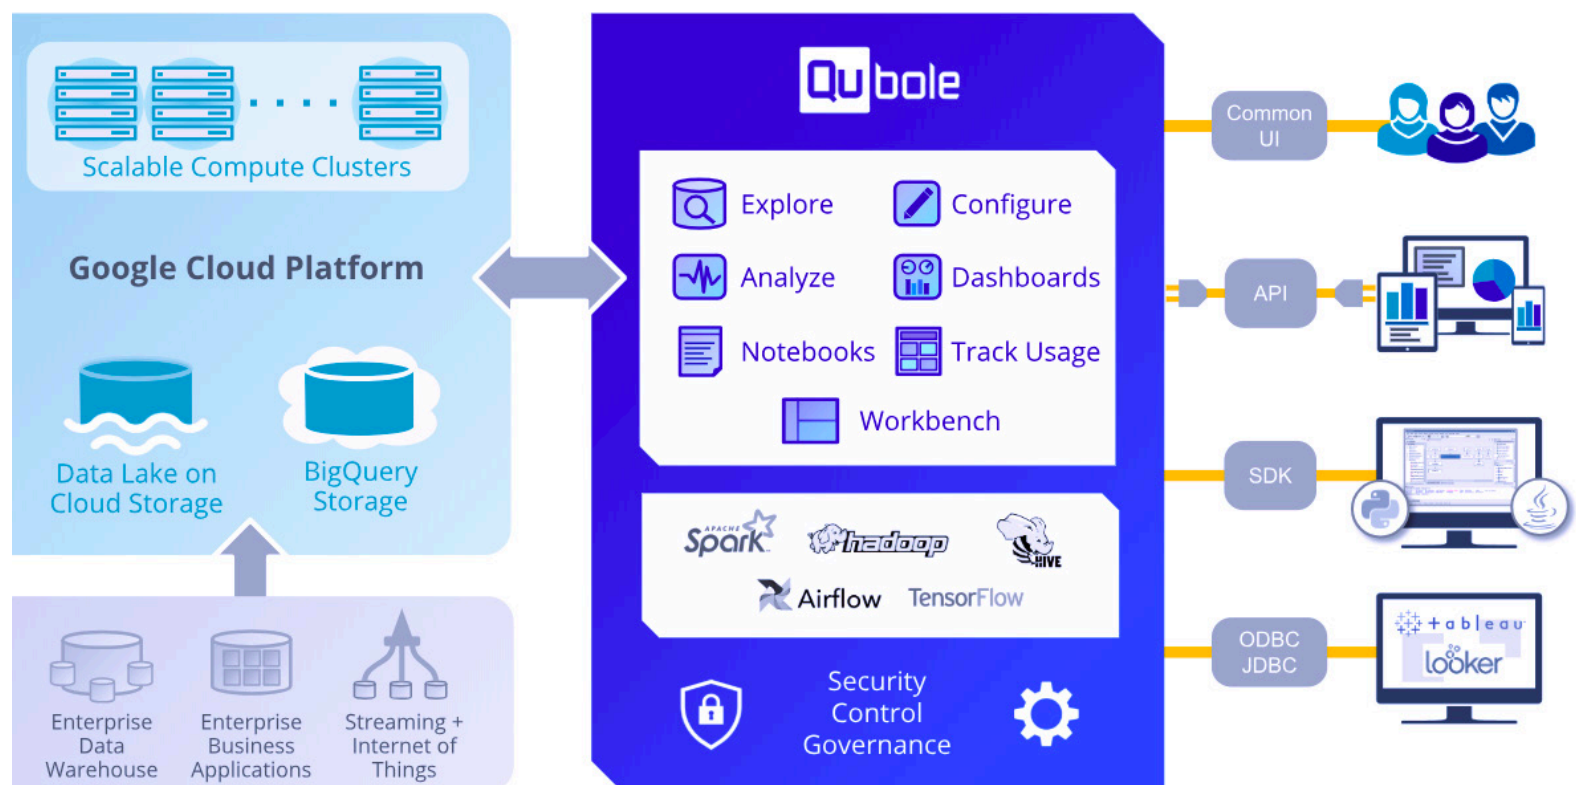 Scalable Compute Clusters
Google Cloud Platform
Data Lake on
Cloud Storage
BigQuery
Storage
Enterprise
Data
Warehouse
Enterprise
Business
Applications
Streaming +
Internet of
Things
Qubole
Explore
Configure
Analyze
Dashboards
Notebooks
Track Usage
Workbench
APACHE
Spark
hadoop
HIVE
Airflow
TensorFlow
Security
Control
Governance
Common
UI
API
SDK
ODBC
JDBC
+ableau
looker